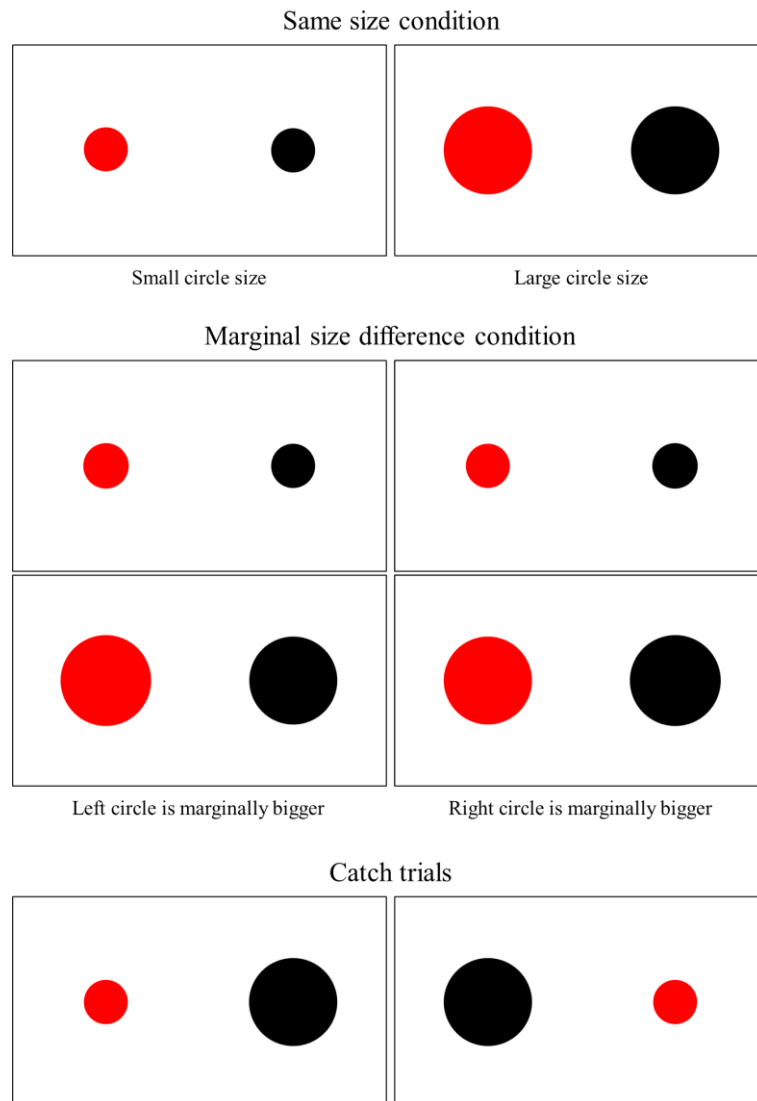 Same size condition
Small circle size
Large circle size
Marginal size difference condition
Left circle is marginally bigger
Right circle is marginally bigger
Catch trials